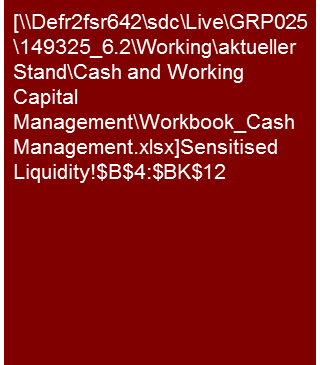 [\\Defr2fsr642\sdc\Live\GRP025
\149325_6.2\Working\aktueller
Stand\Cash and Working
Capital
Management\Workbook_Cash
Management.xlsx]Sensitised
Liquidity!$B$4:$BK$12